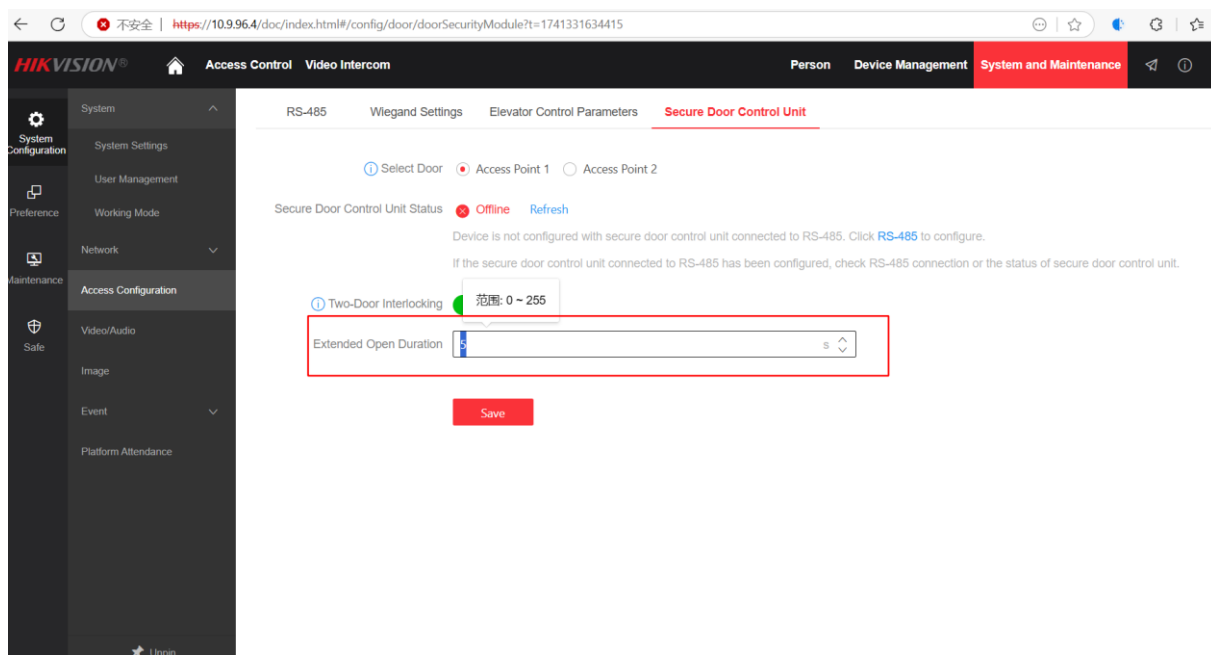 不安全 | https://10.9.96.4/doc/index.html#/config/door/doorSecurityModule?t=1741331634415
HIKVISION® Access Control Video Intercom Person Device Management System and Maintenance
System Configuration
Preference
Maintenance
Safe
System
System Settings
User Management
Working Mode
Network
Access Configuration
Video/Audio
Image
Event
Platform Attendance
Unpin
RS-485 Wiegand Settings Elevator Control Parameters Secure Door Control Unit
Select Door Access Point 1 Access Point 2
Secure Door Control Unit Status Offline Refresh
Device is not configured with secure door control unit connected to RS-485. Click RS-485 to configure.
If the secure door control unit connected to RS-485 has been configured, check RS-485 connection or the status of secure door control unit.
Two-Door Interlocking 范围: 0 ~ 255
Extended Open Duration 5 s
Save